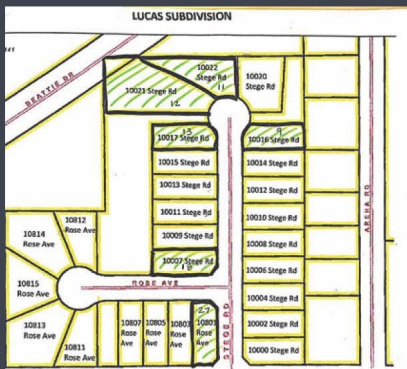 LUCAS SUBDIVISION
BEATTIE DR
10022
Stege Rd
11
10020
Stege Rd
10021 Stege Rd
12
13
10017 Stege Rd
9
10016 Stege Rd
10015 Stege Rd
10014 Stege Rd
10013 Stege Rd
10012 Stege Rd
10011 Stege Rd
10010 Stege Rd
10009 Stege Rd
10008 Stege Rd
10007 Stege Rd
10006 Stege Rd
10004 Stege Rd
10002 Stege Rd
10000 Stege Rd
ARENA RD
STEGE RD
ROSE AVE
10812
Rose Ave
10814
Rose Ave
10815
Rose Ave
10813
Rose Ave
10811
Rose Ave
10807
Rose
Ave
10805
Rose
Ave
10803
Rose
Ave
27
10801
Rose
Ave